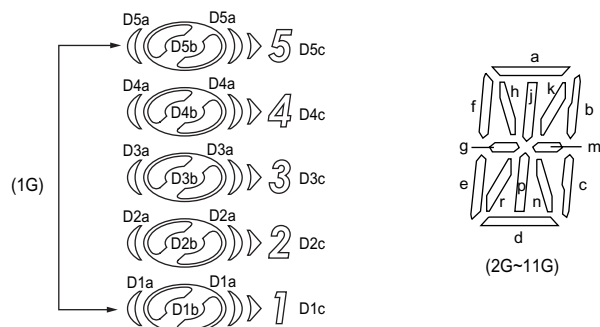 D5a D5a
D5b 5 D5c
D4a D4a
D4b 4 D4c
D3a D3a
D3b 3 D3c
(1G)
D2a D2a
D2b 2 D2c
D1a D1a
D1b 1 D1c
a
h j k
f b
g m
e c
r p n
d
(2G~11G)